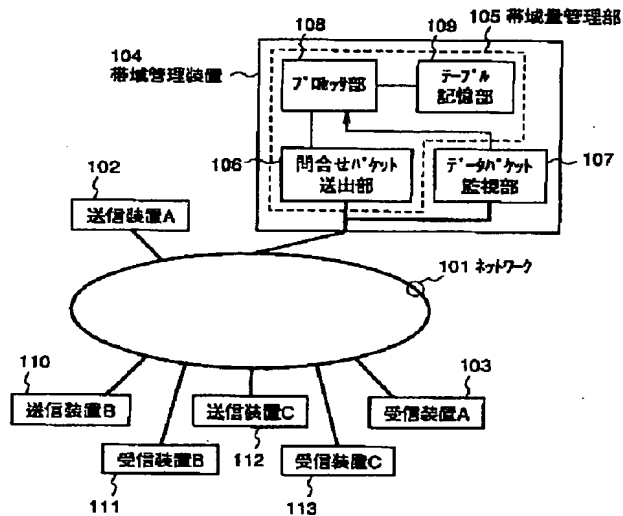 105 帯域量管理部
108
109
104
帯域管理装置
プロセッサ部
テーブル
記憶部
106
問合せパケット
送出部
データパケット
監視部
107
102
送信装置A
101 ネットワーク
110
送信装置B
送信装置C
112
103
受信装置A
受信装置B
111
受信装置C
113